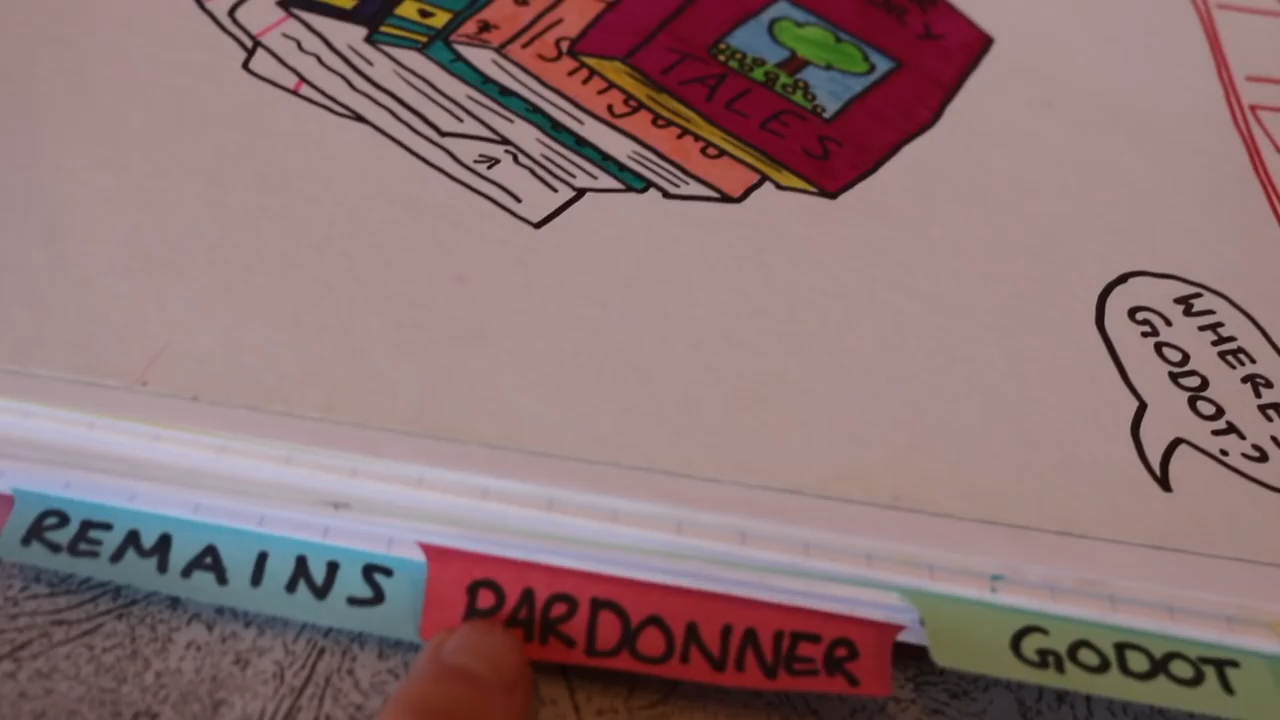 Ishiguro
TALES
WHERE'S
GODOT?
REMAINS
PARDONNER
GODOT